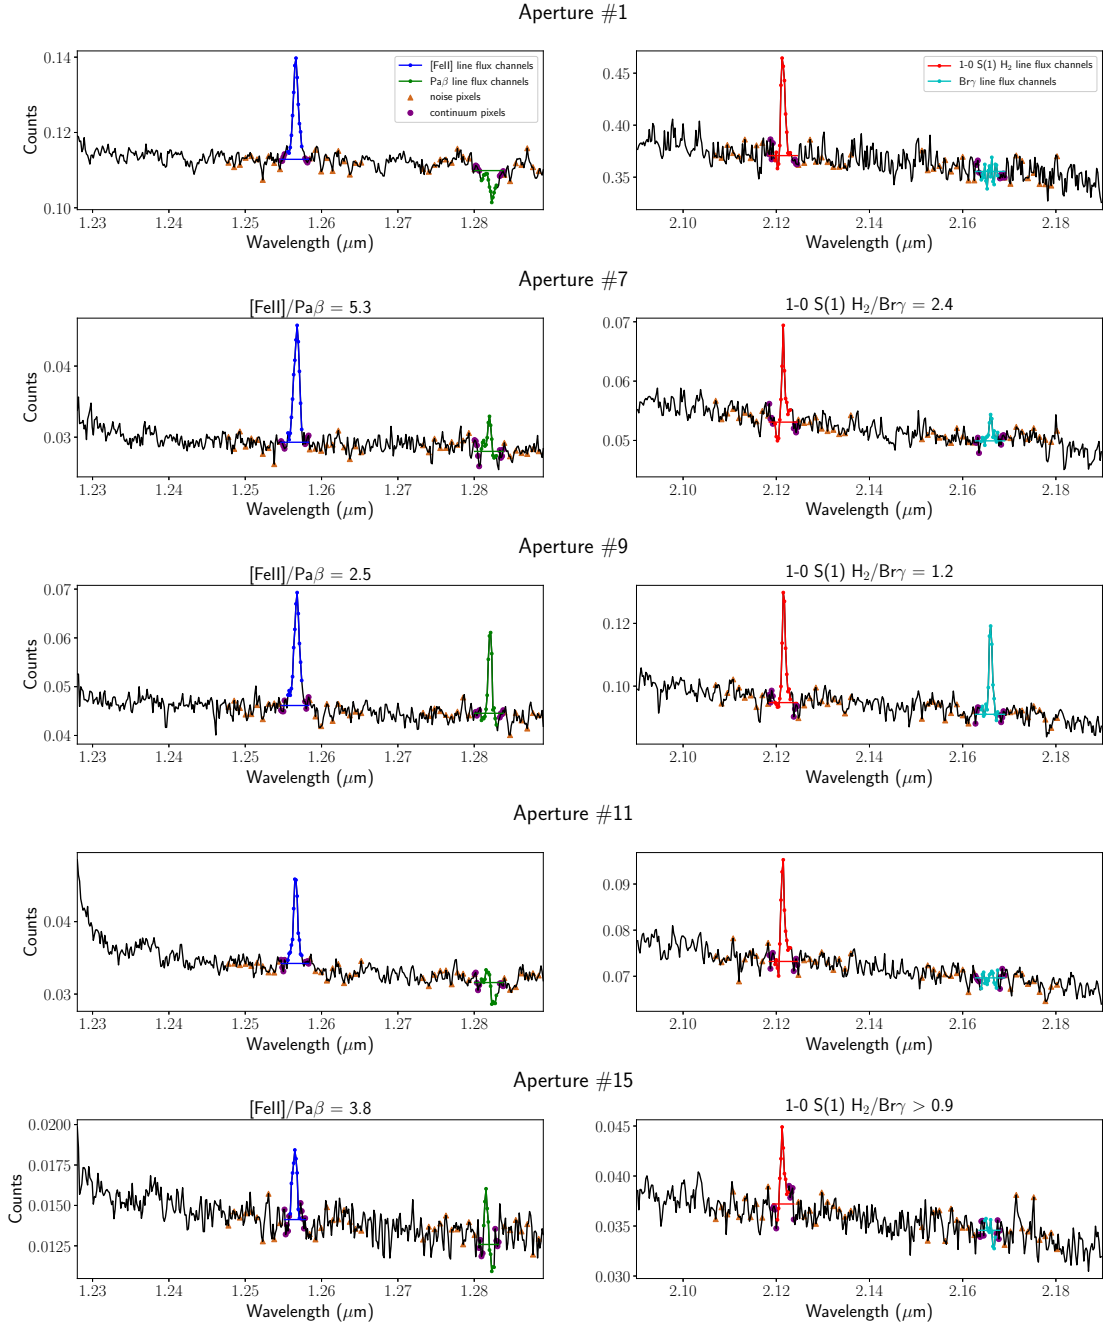 Aperture #1
0.14
0.12
0.10
Counts
[FeII] line flux channels
Paβ line flux channels
noise pixels
continuum pixels
1.23 1.24 1.25 1.26 1.27 1.28
Wavelength (μm)
0.45
0.40
0.35
1-0 S(1) H₂ line flux channels
Brγ line flux channels
2.10 2.12 2.14 2.16 2.18
Wavelength (μm)
Aperture #7
[FeII]/Paβ = 5.3
0.04
0.03
Counts
1.23 1.24 1.25 1.26 1.27 1.28
Wavelength (μm)
1-0 S(1) H₂/Brγ = 2.4
0.07
0.06
0.05
2.10 2.12 2.14 2.16 2.18
Wavelength (μm)
Aperture #9
[FeII]/Paβ = 2.5
0.07
0.06
0.05
0.04
Counts
1.23 1.24 1.25 1.26 1.27 1.28
Wavelength (μm)
1-0 S(1) H₂/Brγ = 1.2
0.12
0.10
2.10 2.12 2.14 2.16 2.18
Wavelength (μm)
Aperture #11
0.04
0.03
Counts
1.23 1.24 1.25 1.26 1.27 1.28
Wavelength (μm)
0.09
0.08
0.07
2.10 2.12 2.14 2.16 2.18
Wavelength (μm)
Aperture #15
[FeII]/Paβ = 3.8
0.0200
0.0175
0.0150
0.0125
Counts
1.23 1.24 1.25 1.26 1.27 1.28
Wavelength (μm)
1-0 S(1) H₂/Brγ > 0.9
0.045
0.040
0.035
0.030
2.10 2.12 2.14 2.16 2.18
Wavelength (μm)